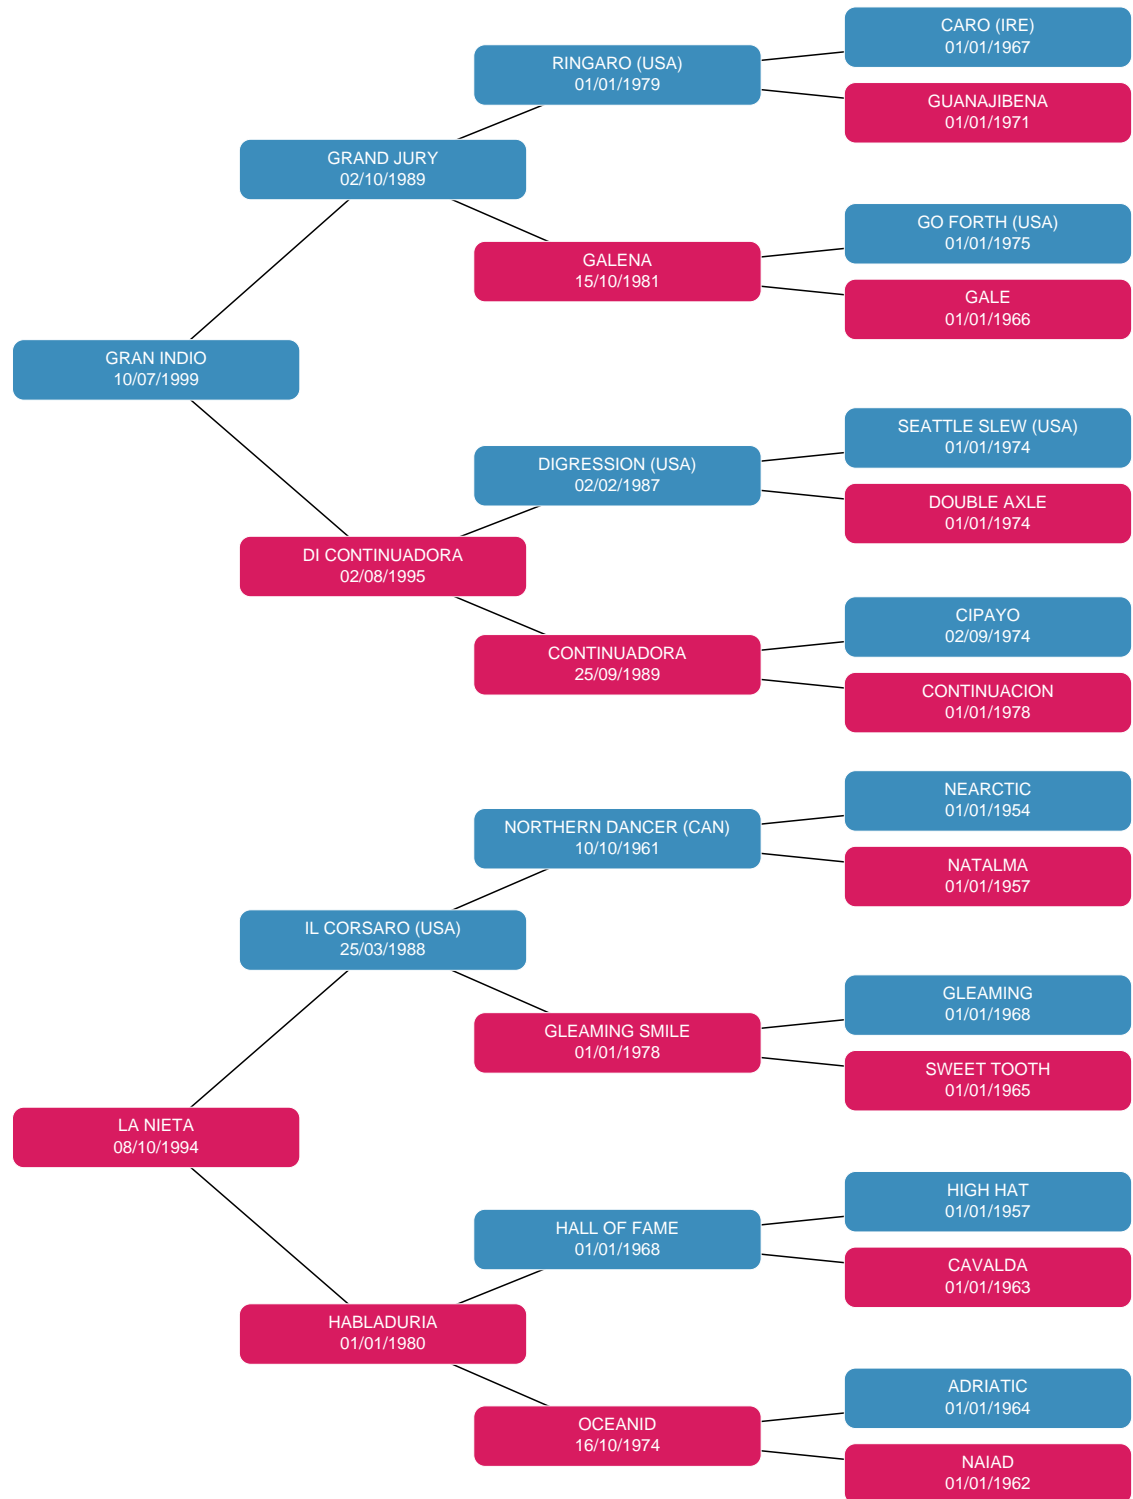 CARO (IRE)
01/01/1967
RINGARO (USA)
01/01/1979
GUANAJIBENA
01/01/1971
GRAND JURY
02/10/1989
GO FORTH (USA)
01/01/1975
GALENA
15/10/1981
GALE
01/01/1966
GRAN INDIO
10/07/1999
SEATTLE SLEW (USA)
01/01/1974
DIGRESSION (USA)
02/02/1987
DOUBLE AXLE
01/01/1974
DI CONTINUADORA
02/08/1995
CIPAYO
02/09/1974
CONTINUADORA
25/09/1989
CONTINUACION
01/01/1978
NEARCTIC
01/01/1954
NORTHERN DANCER (CAN)
10/10/1961
NATALMA
01/01/1957
IL CORSARO (USA)
25/03/1988
GLEAMING
01/01/1968
GLEAMING SMILE
01/01/1978
SWEET TOOTH
01/01/1965
LA NIETA
08/10/1994
HIGH HAT
01/01/1957
HALL OF FAME
01/01/1968
CAVALDA
01/01/1963
HABLADURIA
01/01/1980
ADRIATIC
01/01/1964
OCEANID
16/10/1974
NAIAD
01/01/1962